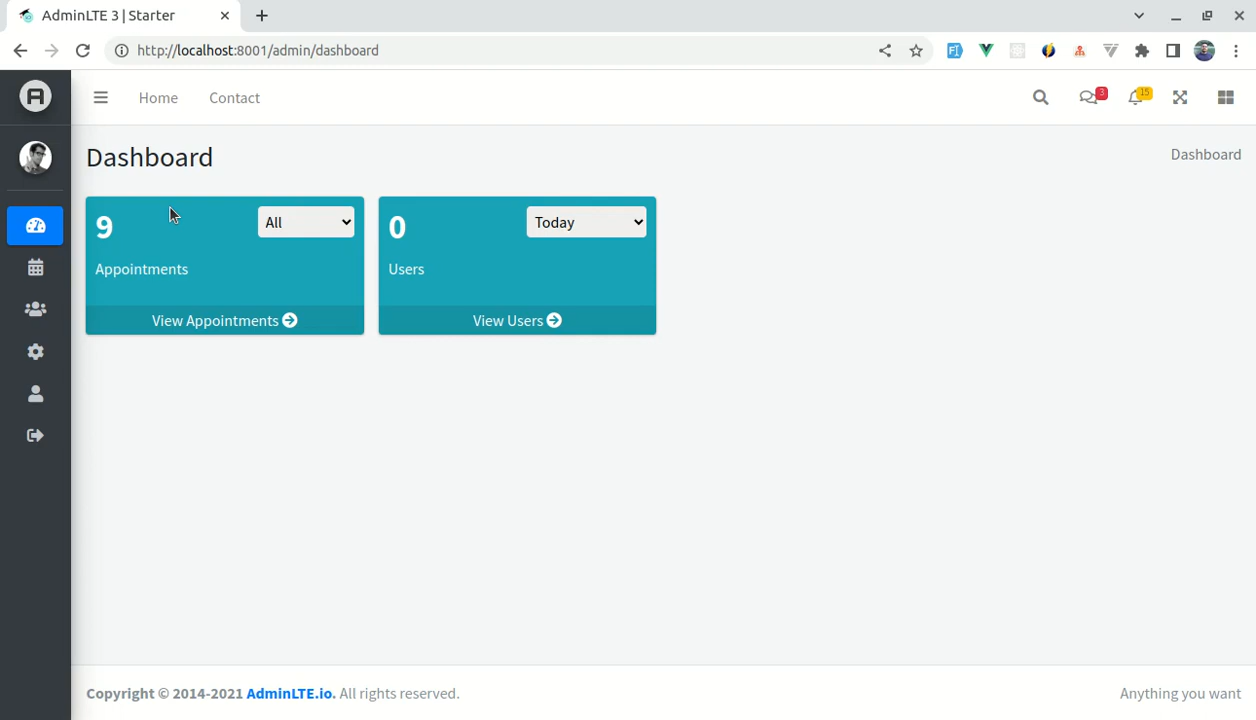 AdminLTE 3 | Starter
http://localhost:8001/admin/dashboard
Home Contact
3
15
Dashboard
Dashboard
9
All
Appointments
View Appointments
0
Today
Users
View Users
Copyright © 2014-2021 AdminLTE.io. All rights reserved.
Anything you want